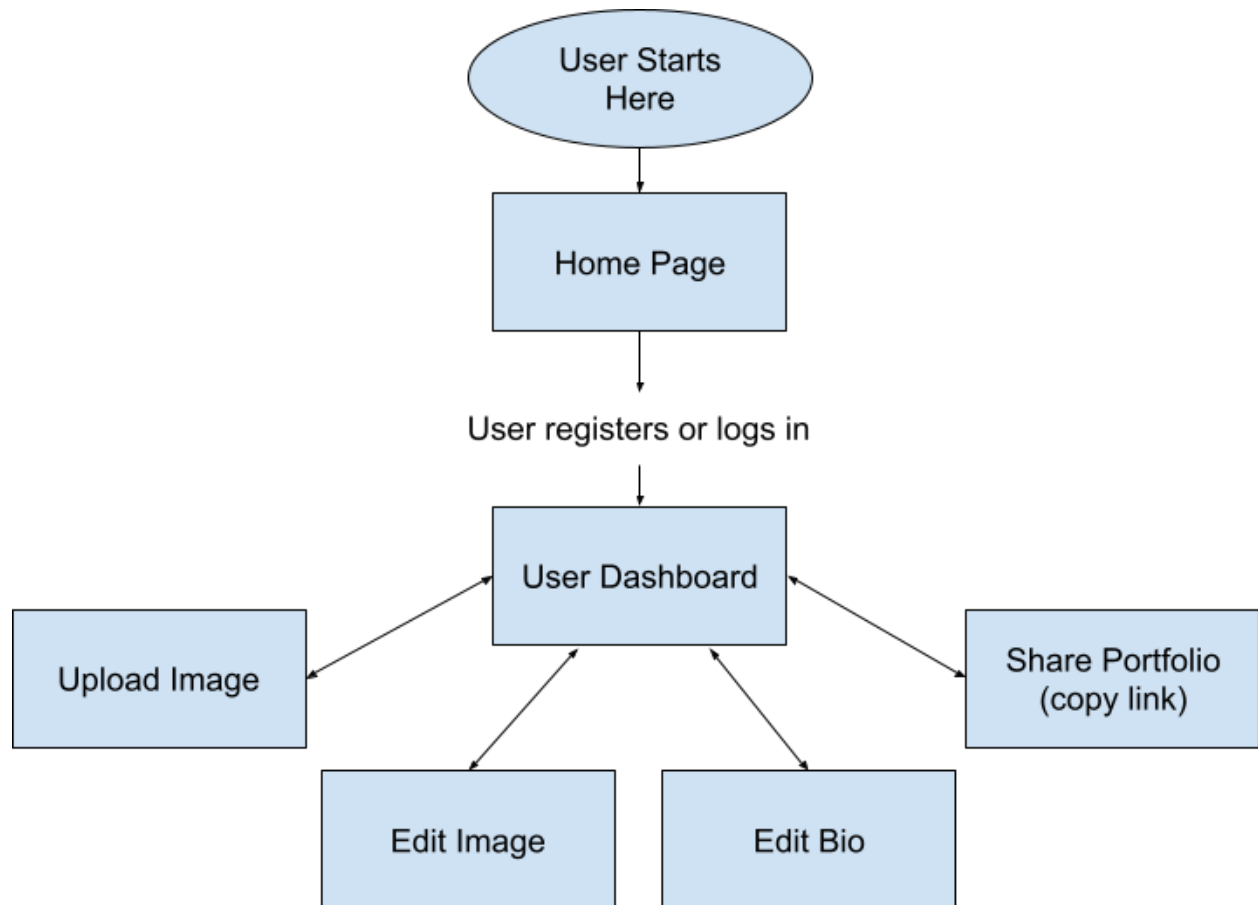 User Starts
Here
Home Page
User registers or logs in
User Dashboard
Upload Image
Share Portfolio
(copy link)
Edit Image
Edit Bio